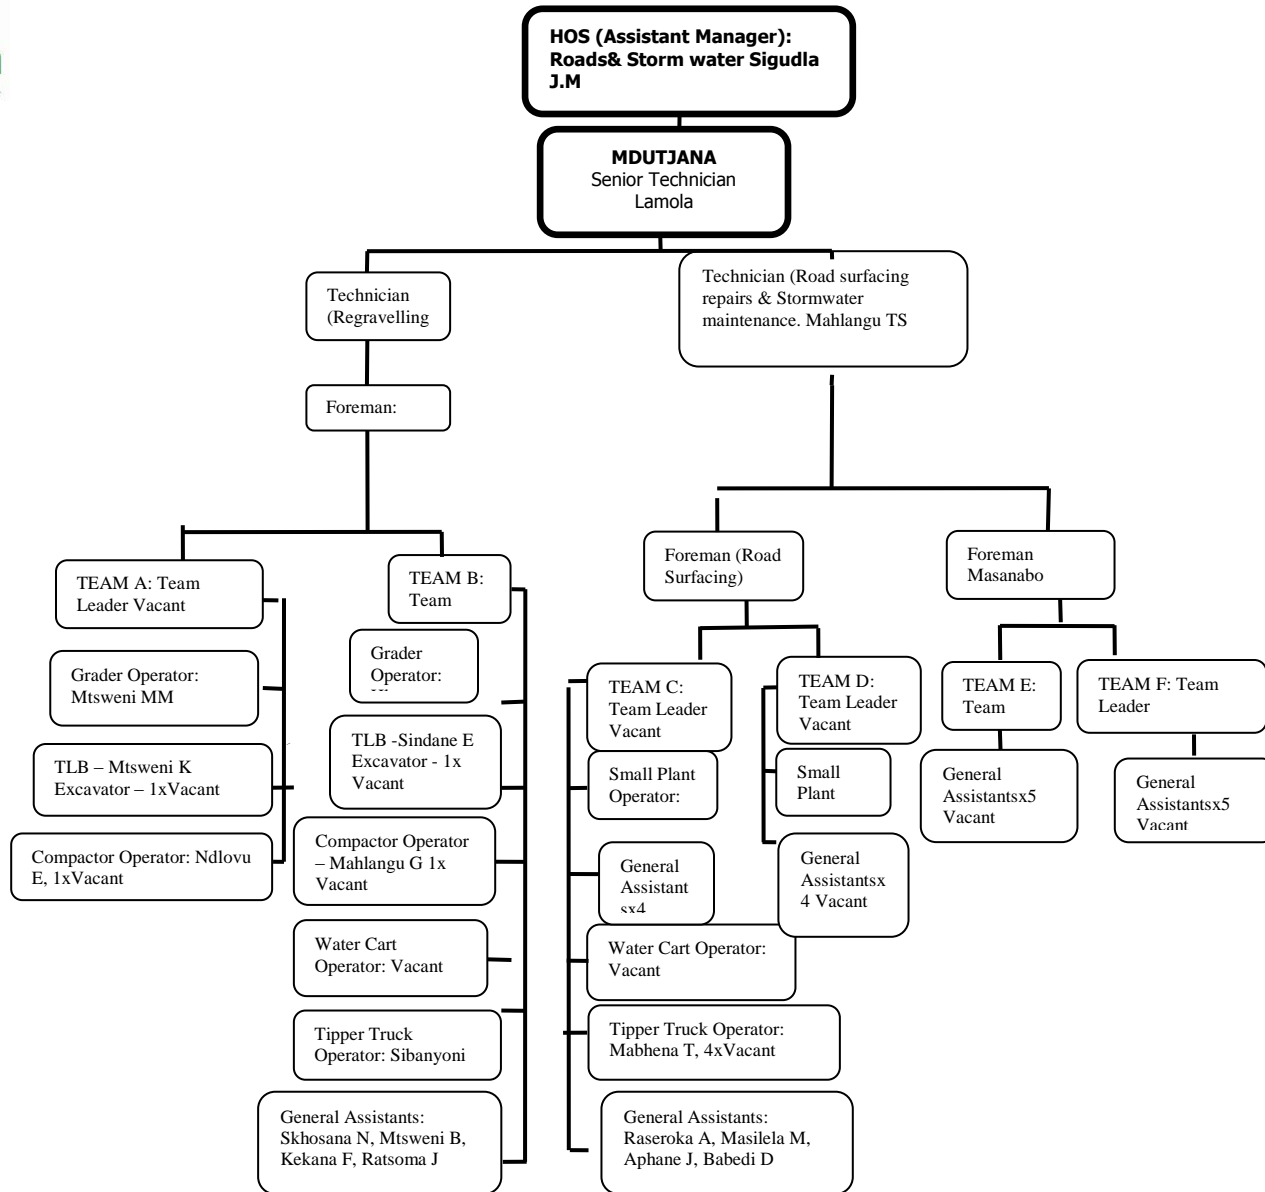 HOS (Assistant Manager):
Roads& Storm water Sigudla
J.M
MDUTJANA
Senior Technician
Lamola
Technician
(Regravelling
Technician (Road surfacing
repairs & Stormwater
maintenance. Mahlangu TS
Foreman:
Foreman (Road
Surfacing)
Foreman
Masanabo
TEAM A: Team
Leader Vacant
Grader Operator:
Mtsweni MM
TLB – Mtsweni K
Excavator – 1xVacant
Compactor Operator: Ndlovu
E, 1xVacant
TEAM B:
Team
Grader
Operator:
TLB -Sindane E
Excavator - 1x
Vacant
Compactor Operator
– Mahlangu G 1x
Vacant
Water Cart
Operator: Vacant
Tipper Truck
Operator: Sibanyoni
General Assistants:
Skhosana N, Mtsweni B,
Kekana F, Ratsoma J
TEAM C:
Team Leader
Vacant
Small Plant
Operator:
General
Assistant
sx4
Water Cart Operator:
Vacant
Tipper Truck Operator:
Mabhena T, 4xVacant
General Assistants:
Raseroka A, Masilela M,
Aphane J, Babedi D
TEAM D:
Team Leader
Vacant
Small
Plant
General
Assistantsx
4 Vacant
TEAM E:
Team
General
Assistantsx5
Vacant
TEAM F: Team
Leader
General
Assistantsx5
Vacant